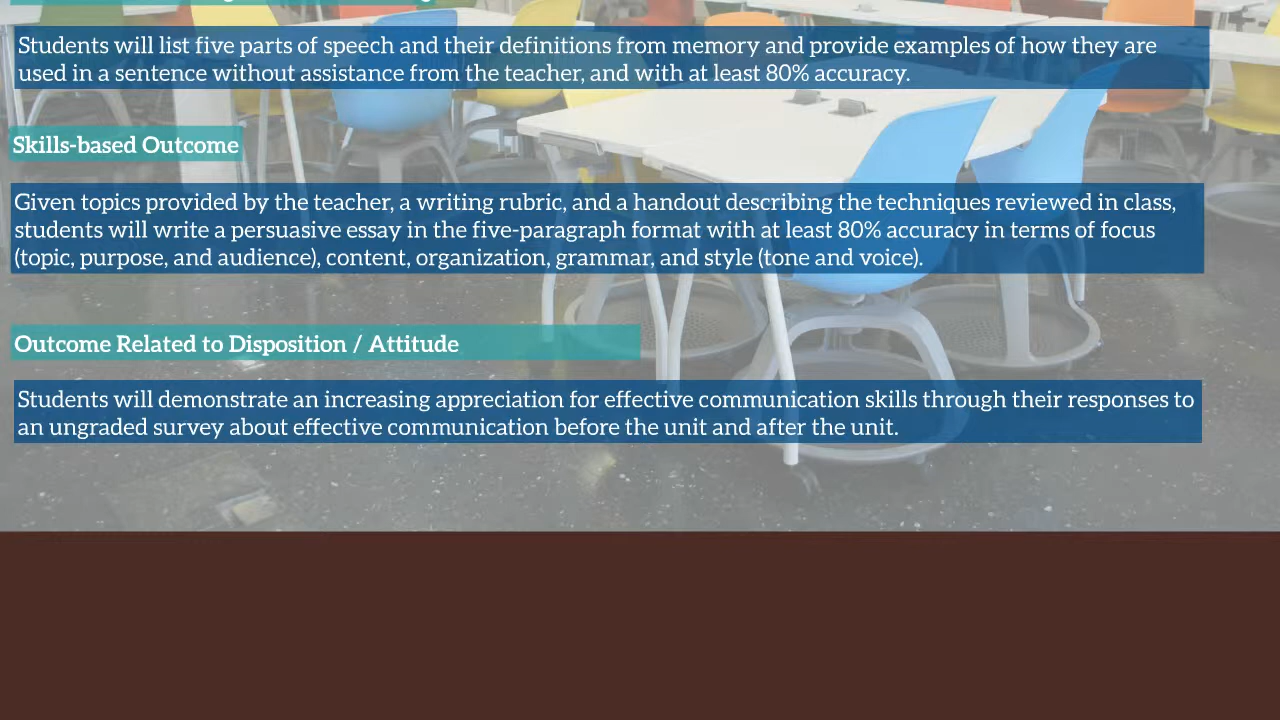 Students will list five parts of speech and their definitions from memory and provide examples of how they are
used in a sentence without assistance from the teacher, and with at least 80% accuracy.
Skills-based Outcome
Given topics provided by the teacher, a writing rubric, and a handout describing the techniques reviewed in class,
students will write a persuasive essay in the five-paragraph format with at least 80% accuracy in terms of focus
(topic, purpose, and audience), content, organization, grammar, and style (tone and voice).
Outcome Related to Disposition / Attitude
Students will demonstrate an increasing appreciation for effective communication skills through their responses to
an ungraded survey about effective communication before the unit and after the unit.